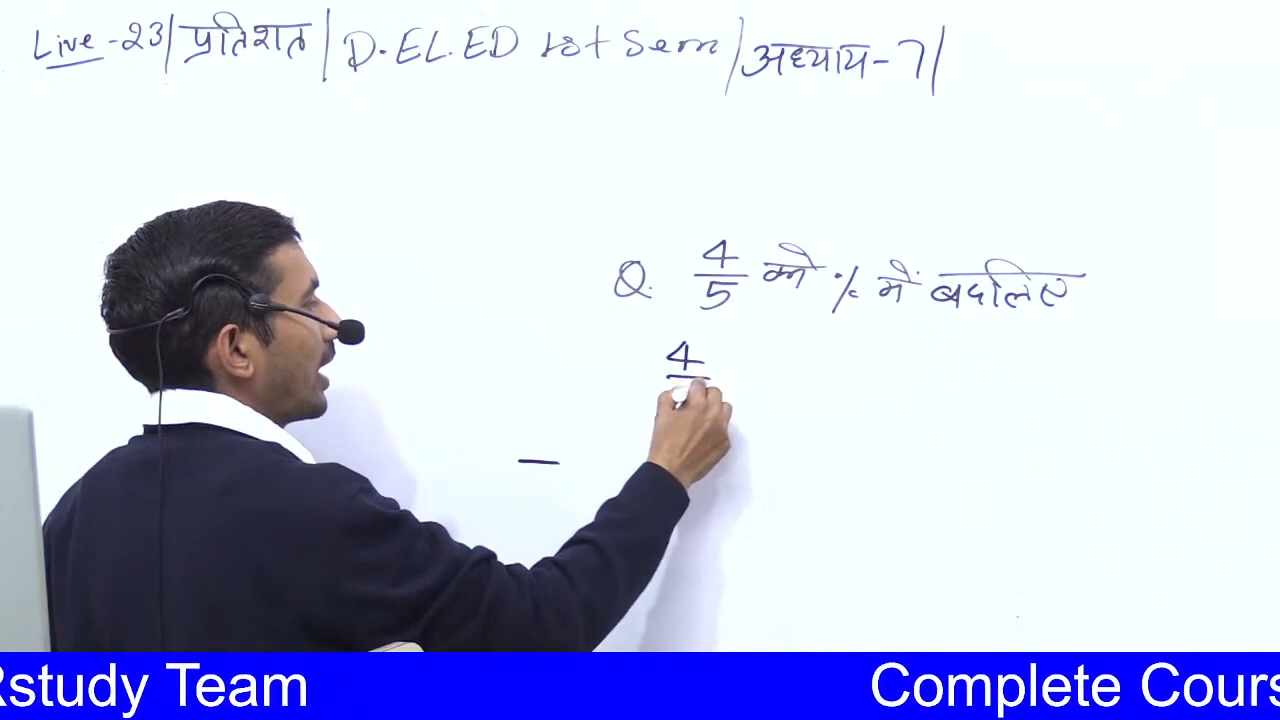 Live-23| प्रतिशत | D.EL.ED 1st Sem | अध्याय-7 |
Q. 4/5 को % में बदलिए
4
Rstudy Team Complete Cours